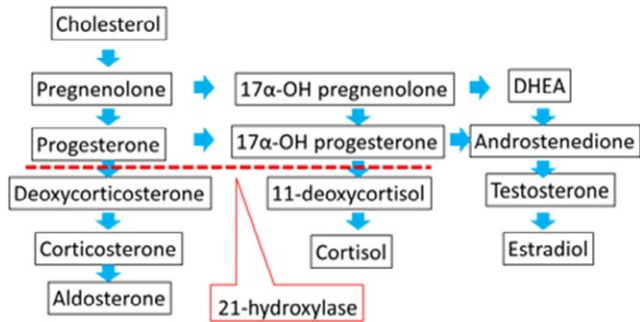 Cholesterol
Pregnenolone
17α-OH pregnenolone
DHEA
Progesterone
17α-OH progesterone
Androstenedione
Deoxycorticosterone
11-deoxycortisol
Testosterone
Corticosterone
Cortisol
Estradiol
Aldosterone
21-hydroxylase